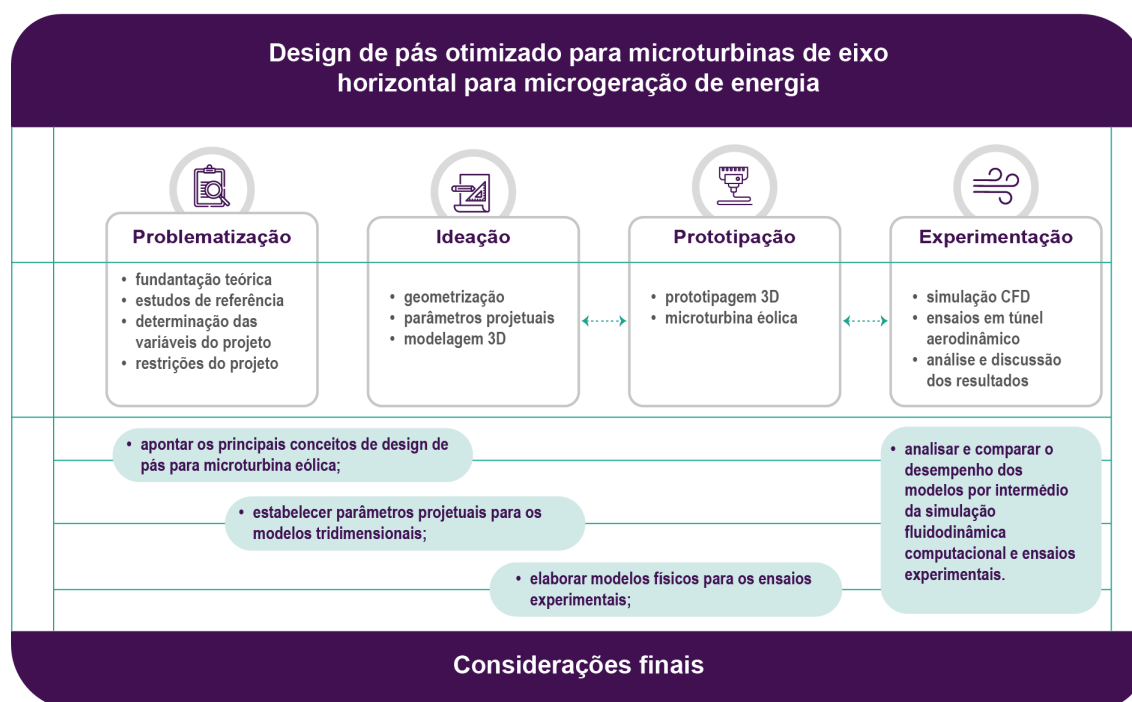 Design de pás otimizado para microturbinas de eixo
horizontal para microgeração de energia
Problematização
• fundantação teórica
• estudos de referência
• determinação das
variáveis do projeto
• restrições do projeto
Ideação
• geometrização
• parâmetros projetuais
• modelagem 3D
Prototipação
• prototipagem 3D
• microturbina éolica
Experimentação
• simulação CFD
• ensaios em túnel
aerodinâmico
• análise e discussão
dos resultados
• apontar os principais conceitos de design de
pás para microturbina eólica;
• estabelecer parâmetros projetuais para os
modelos tridimensionais;
• elaborar modelos físicos para os ensaios
experimentais;
• analisar e comparar o
desempenho dos
modelos por intermédio
da simulação
fluidodinâmica
computacional e ensaios
experimentais.
Considerações finais